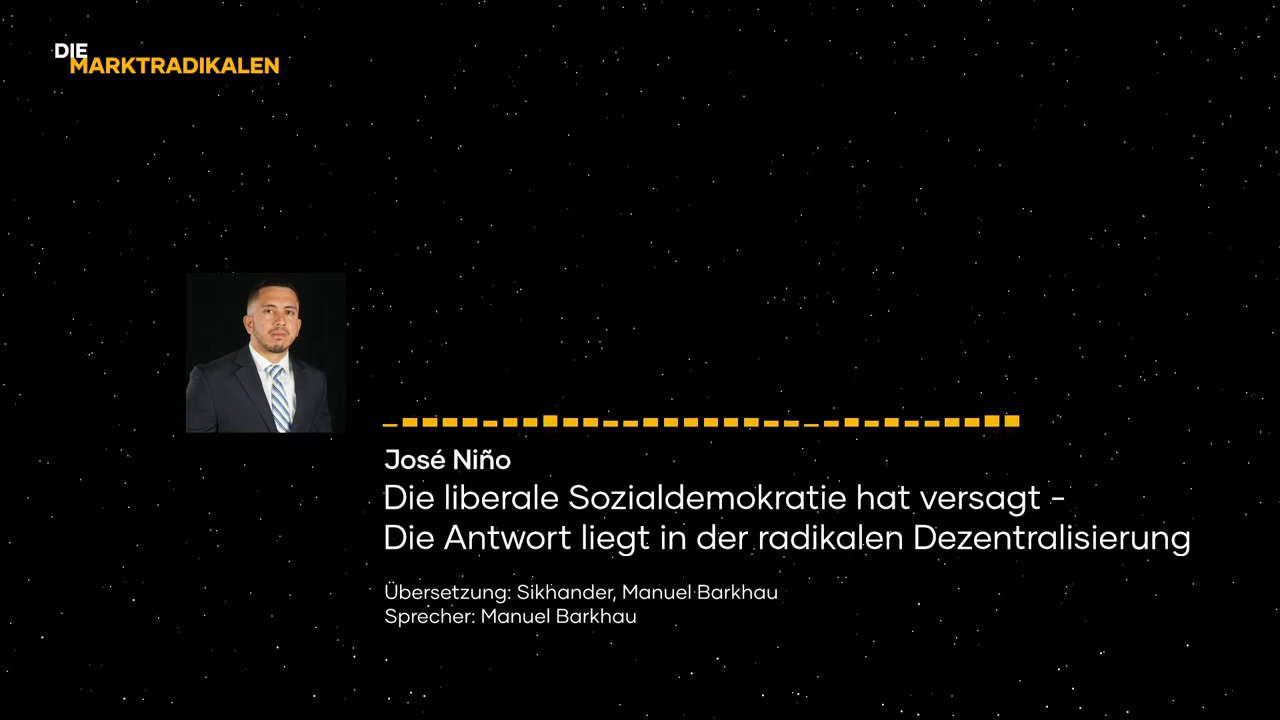 DIE
MARKTRADIKALEN
José Niño
Die liberale Sozialdemokratie hat versagt -
Die Antwort liegt in der radikalen Dezentralisierung
Übersetzung: Sikhander, Manuel Barkhau
Sprecher: Manuel Barkhau